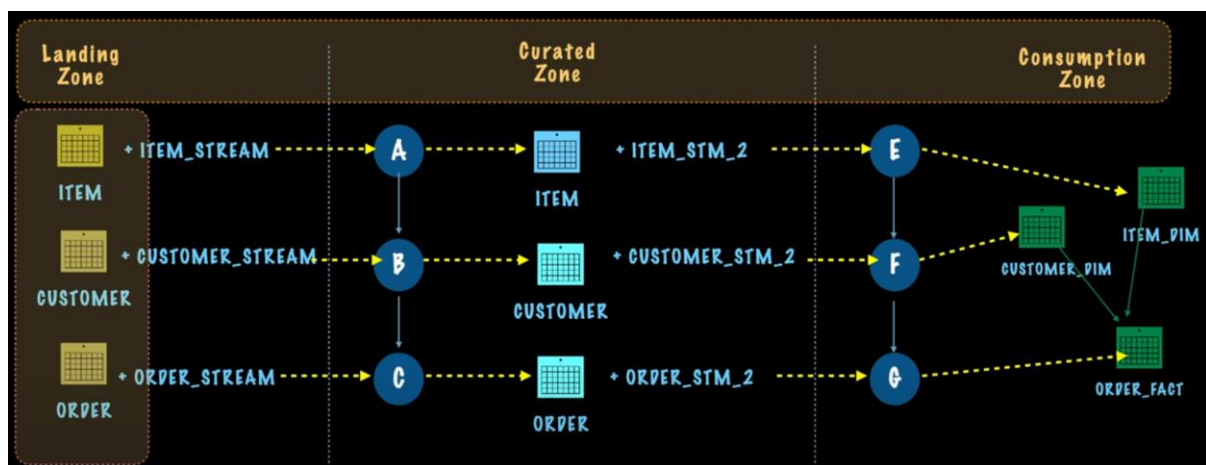 Landing
Zone
Curated
Zone
Consumption
Zone
+ ITEM_STREAM
A
+ ITEM_STM_2
E
ITEM
ITEM
ITEM_DIM
+ CUSTOMER_STREAM
B
+ CUSTOMER_STM_2
F
CUSTOMER_DIM
CUSTOMER
CUSTOMER
+ ORDER_STREAM
C
+ ORDER_STM_2
G
ORDER_FACT
ORDER
ORDER